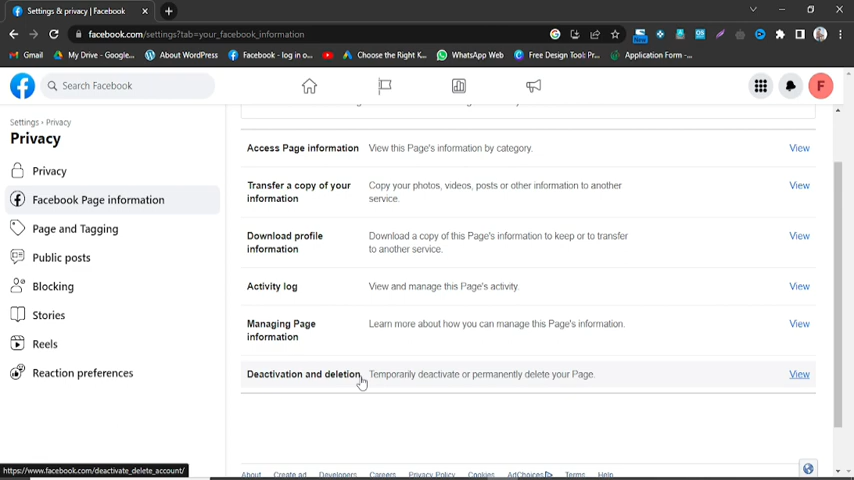 Settings & privacy | Facebook
facebook.com/settings?tab=your_facebook_information
Gmail
My Drive - Google...
About WordPress
Facebook - log in o...
Choose the Right K...
WhatsApp Web
Free Design Tool: Pr...
Application Form -...
Search Facebook
F
Settings · Privacy
Privacy
Privacy
Facebook Page information
Page and Tagging
Public posts
Blocking
Stories
Reels
Reaction preferences
Access Page information View this Page's information by category. View
Transfer a copy of your Copy your photos, videos, posts or other information to another View
information service.
Download profile Download a copy of this Page's information to keep or to transfer View
information to another service.
Activity log View and manage this Page's activity. View
Managing Page Learn more about how you can manage this Page's information. View
information
Deactivation and deletion Temporarily deactivate or permanently delete your Page. View
https://www.facebook.com/deactivate_delete_account/
About Create ad Developers Careers Privacy Policy Cookies AdChoices Terms Help